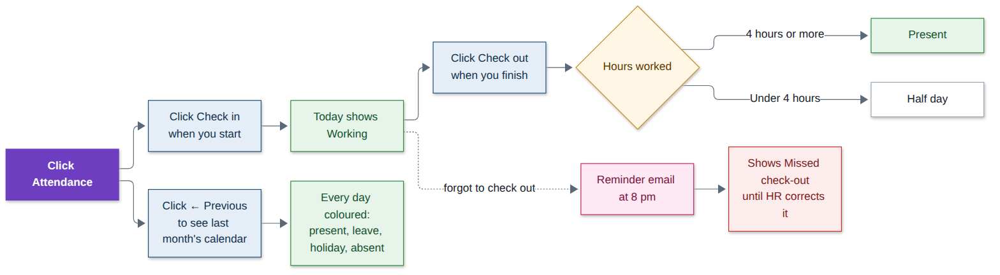 Click
Attendance
Click Check in
when you start
Today shows
Working
Click Check out
when you finish
Hours worked
4 hours or more
Present
Under 4 hours
Half day
forgot to check out
Reminder email
at 8 pm
Shows Missed
check-out
until HR corrects
it
Click ← Previous
to see last
month's calendar
Every day
coloured:
present, leave,
holiday, absent